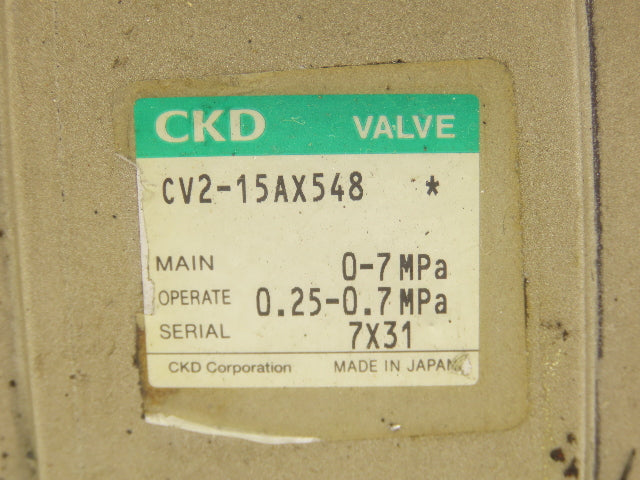 CKD VALVE
CV2-15AX548 *
MAIN 0-7 MPa
OPERATE 0.25-0.7 MPa
SERIAL 7X31
CKD Corporation MADE IN JAPAN